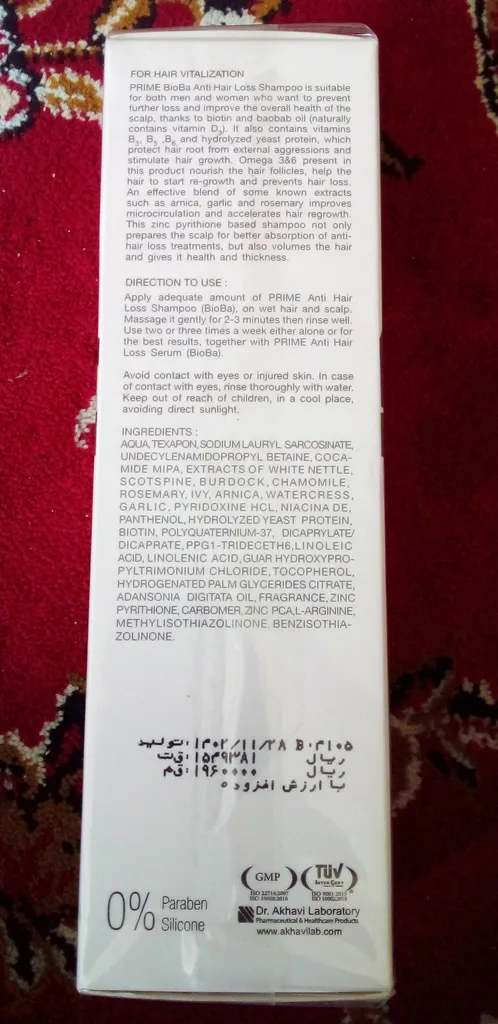 FOR HAIR VITALIZATION
PRIME BioBa Anti Hair Loss Shampoo is suitable
for both men and women who want to prevent
further loss and improve the overall health of the
scalp, thanks to biotin and baobab oil (naturally
contains vitamin D₃). It also contains vitamins
B₃, B₅ ,B₆ and hydrolyzed yeast protein, which
protect hair root from external aggressions and
stimulate hair growth. Omega 3&6 present in
this product nourish the hair follicies, help the
hair to start re-growth and prevents hair loss.
An effective blend of some known extracts
such as arnica, garlic and rosemary improves
microcirculation and accelerates hair regrowth.
This zinc pyrithione based shampoo not only
prepares the scalp for better absorption of anti-
hair loss treatments, but also volumes the hair
and gives it health and thickness.
DIRECTION TO USE :
Apply adequate amount of PRIME Anti Hair
Loss Shampoo (BioBa), on wet hair and scalp.
Massage it gently for 2-3 minutes then rinse well.
Use two or three times a week either alone or for
the best results, together with PRIME Anti Hair
Loss Serum (BioBa).
Avoid contact with eyes or injured skin. In case
of contact with eyes, rinse thoroughly with water.
Keep out of reach of children, in a cool place,
avoiding direct sunlight.
INGREDIENTS :
AQUA, TEXAPON, SODIUM LAURYL SARCOSINATE,
UNDECYLENAMIDOPROPYL BETAINE, COCA-
MIDE MIPA, EXTRACTS OF WHITE NETTLE,
SCOTSPINE, BURDOCK, CHAMOMILE,
ROSEMARY, IVY, ARNICA, WATERCRESS,
GARLIC, PYRIDOXINE HCL, NIACINA DE,
PANTHENOL, HYDROLYZED YEAST PROTEIN,
BIOTIN, POLYQUATERNIUM-37, DICAPRYLATE/
DICAPRATE, PPG1-TRIDECETH6, LINOLEIC
ACID, LINOLENIC ACID, GUAR HYDROXYPRO-
PYLTRIMONIUM CHLORIDE, TOCOPHEROL,
HYDROGENATED PALM GLYCERIDES CITRATE,
ADANSONIA DIGITATA OIL, FRAGRANCE, ZINC
PYRITHIONE, CARBOMER, ZINC PCA,L-ARGININE,
METHYLISOTHIAZOLINONE, BENZISOTHIA-
ZOLINONE.
تولید:۱۴۰۲/۱۱/۲۸ B:۳۱۰۵
ق‌ت:۱۵۴۹۳۸۱ ریال
ق‌م:۱۹۶۰۰۰۰ ریال
با ارزش افزوده
0% Paraben
Silicone
GMP
TÜV
INTER CERT
Dr. Akhavi Laboratory
Pharmaceutical & Healthcare Products
www.akhavilab.com